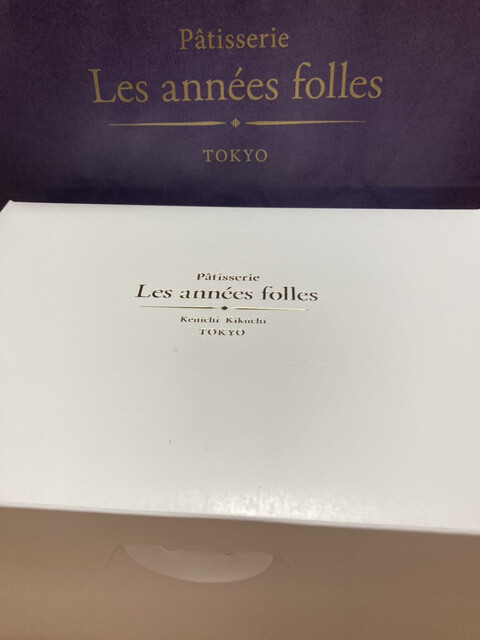 Pâtisserie
Les années folles
TOKYO
Pâtisserie
Les années folles
Kenichi Kikuchi
TOKYO